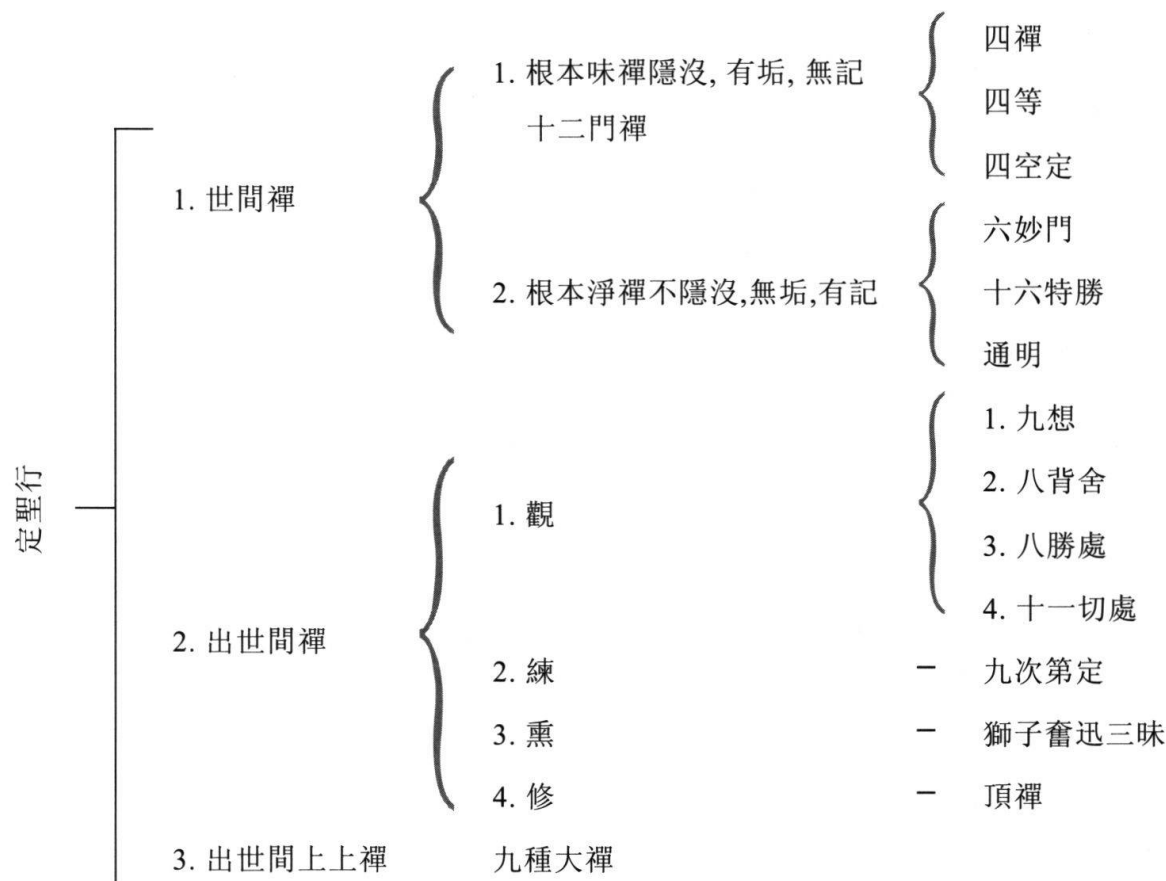 定聖行
1. 世間禪
1. 根本味禪隱沒, 有垢, 無記
十二門禪
四禪
四等
四空定
2. 根本淨禪不隱沒,無垢,有記
六妙門
十六特勝
通明
2. 出世間禪
1. 觀
1. 九想
2. 八背舍
3. 八勝處
4. 十一切處
2. 練 – 九次第定
3. 熏 – 獅子奮迅三昧
4. 修 – 頂禪
3. 出世間上上禪 九種大禪